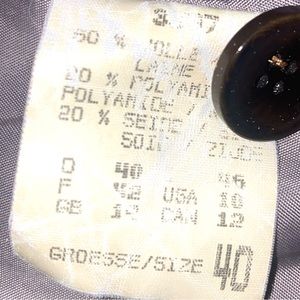 60 % WOLLE /
LAINE
20 % POLYAMI
POLYAMIDE /
20 % SEIDE /
SOIE / ZIJDE
D 40
F 42 USA 10
GB CAN 12
GROESSE/SIZE 40